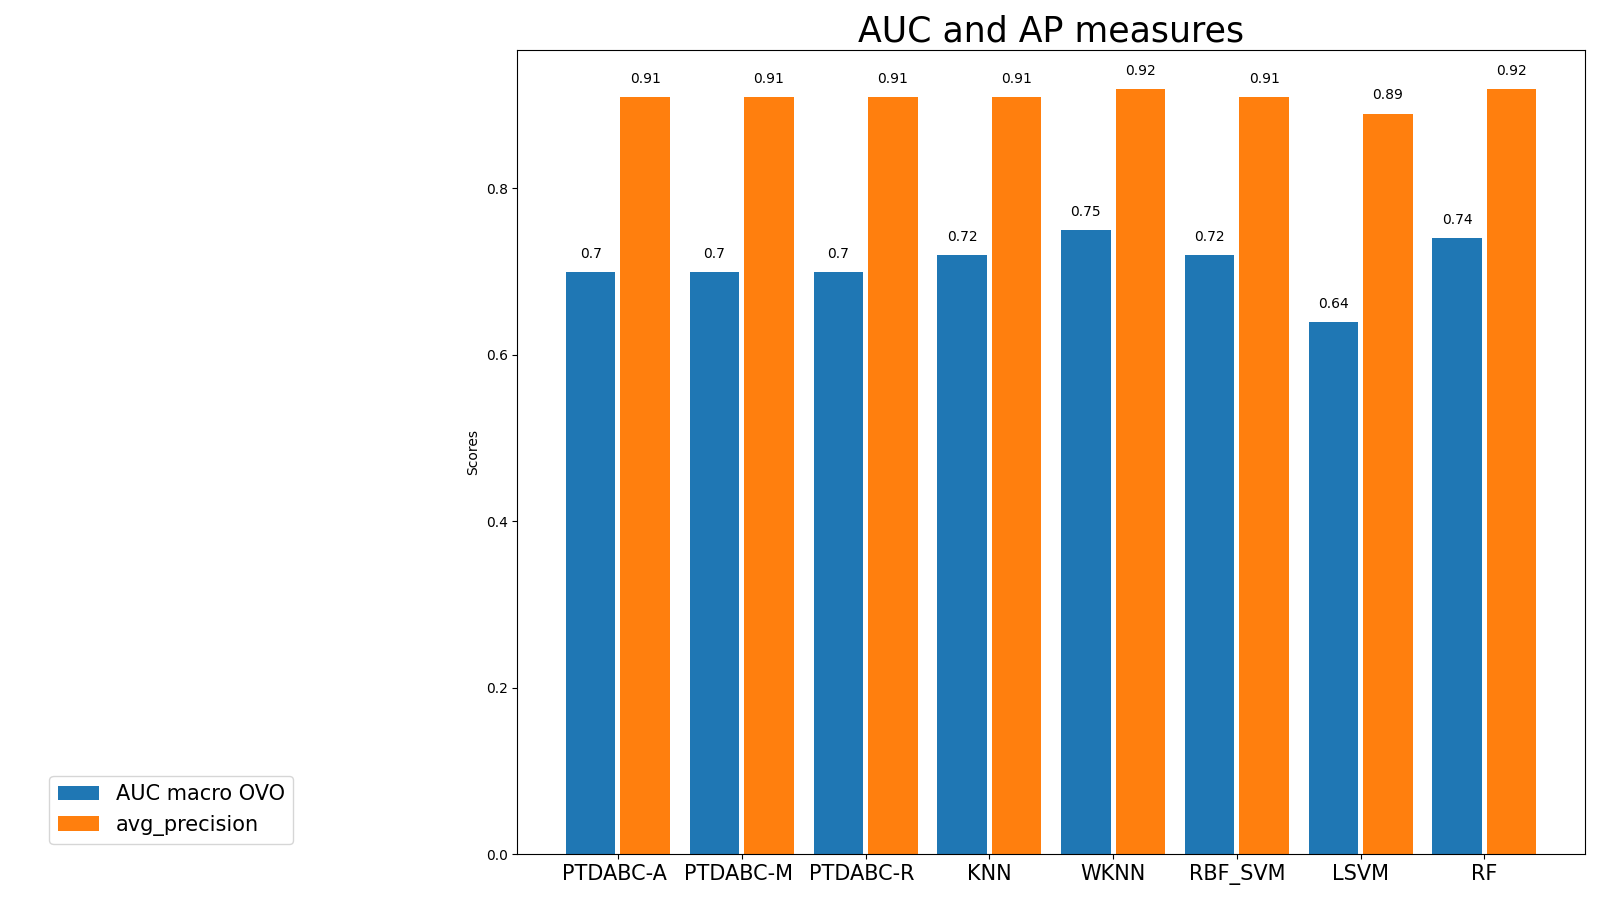 AUC and AP measures
0.91 0.91 0.91 0.91 0.92 0.91 0.89 0.92
0.7 0.7 0.7 0.72 0.75 0.72 0.64 0.74
0.8
0.6
0.4
0.2
0.0
Scores
PTDABC-A PTDABC-M PTDABC-R KNN WKNN RBF_SVM LSVM RF
AUC macro OVO
avg_precision